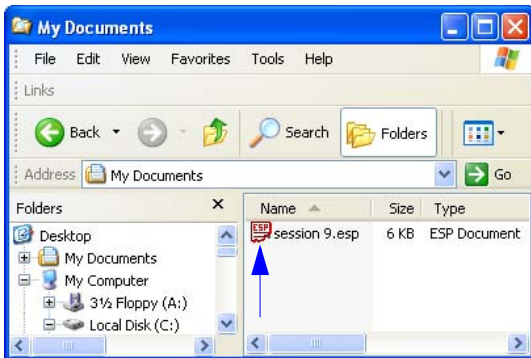 My Documents
File Edit View Favorites Tools Help
Links
Back Search Folders
Address My Documents Go
Folders x Name Size Type
Desktop
ESP session 9.esp 6 KB ESP Document
My Documents
My Computer
3½ Floppy (A:)
Local Disk (C:)